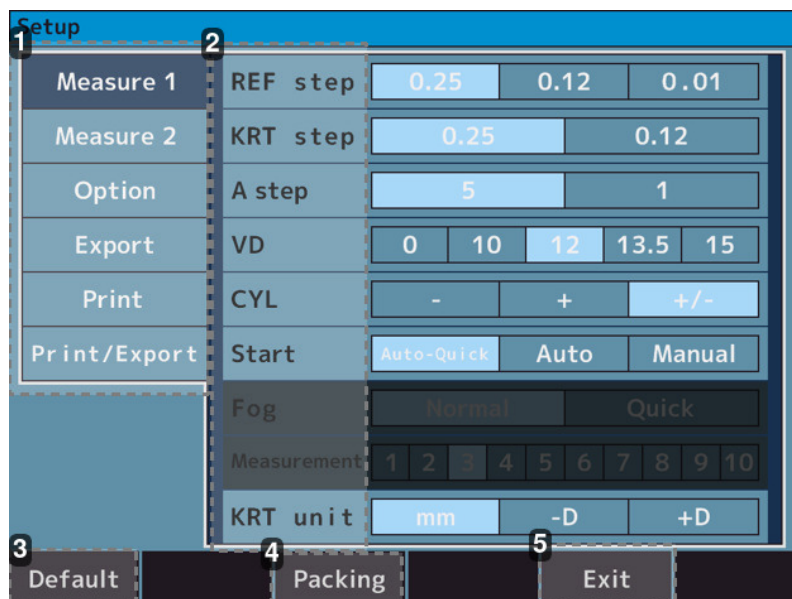 Setup
1
2
Measure 1
REF step 0.25 0.12 0.01
Measure 2
KRT step 0.25 0.12
Option
A step 5 1
Export
VD 0 10 12 13.5 15
Print
CYL - + +/-
Print/Export
Start Auto-Quick Auto Manual
Fog Normal Quick
Measurement 1 2 3 4 5 6 7 8 9 10
KRT unit mm -D +D
3
4
5
Default
Packing
Exit